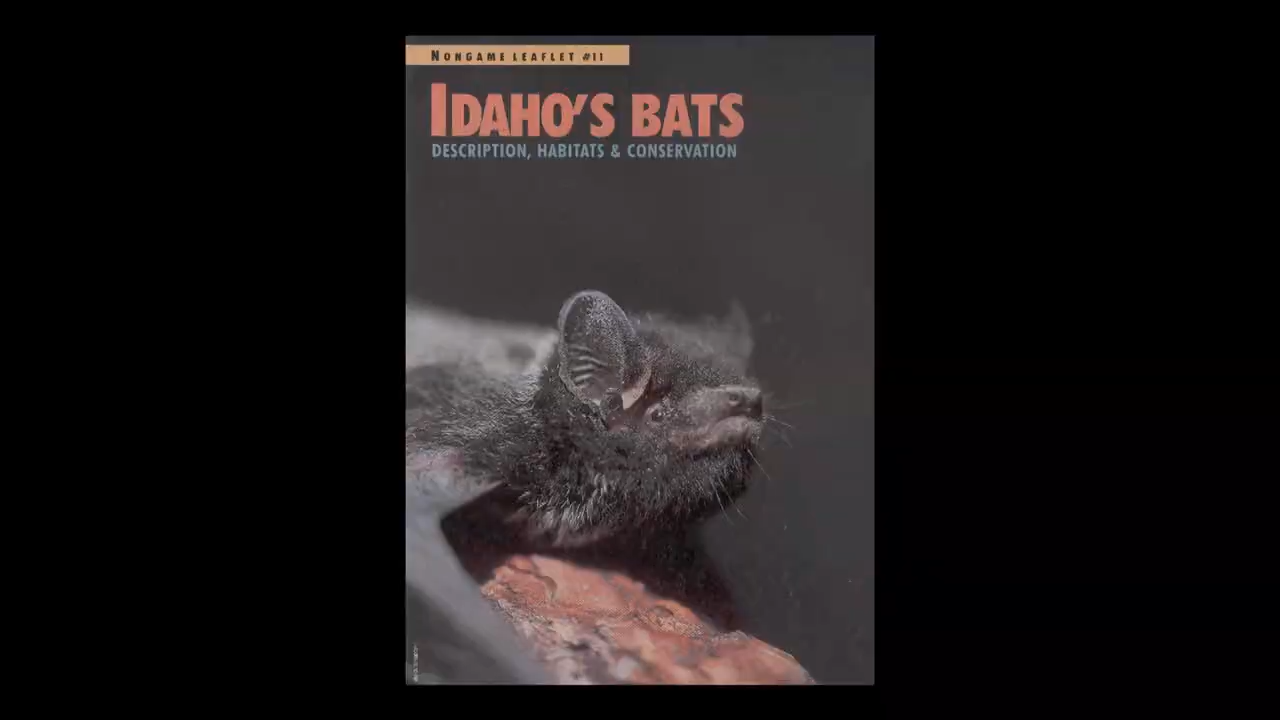 NONGAME LEAFLET #11
IDAHO'S BATS
DESCRIPTION, HABITATS & CONSERVATION